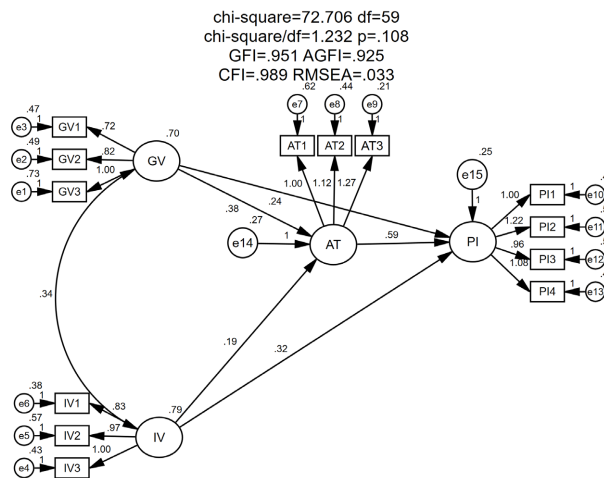 chi-square=72.706 df=59
chi-square/df=1.232 p=.108
GFI=.951 AGFI=.925
CFI=.989 RMSEA=.033
.62 .44 .21
e7 e8 e9
1 1 1
AT1 AT2 AT3
1.00 1.12 1.27
.47
e3 1 GV1 .72
.49
e2 1 GV2 .82
.73
e1 1 GV3 1.00
.70
GV
.38 .24
.27
e14 1 AT
.59
.25
e15
1
PI
1.00 PI1 1 e10
1.22 PI2 1 e11
.96 PI3 1 e12
1.08 PI4 1 e13
.34
.19 .32
.38
e6 1 IV1 .83
.57
e5 1 IV2 .97
.43
e4 1 IV3 1.00
.79
IV